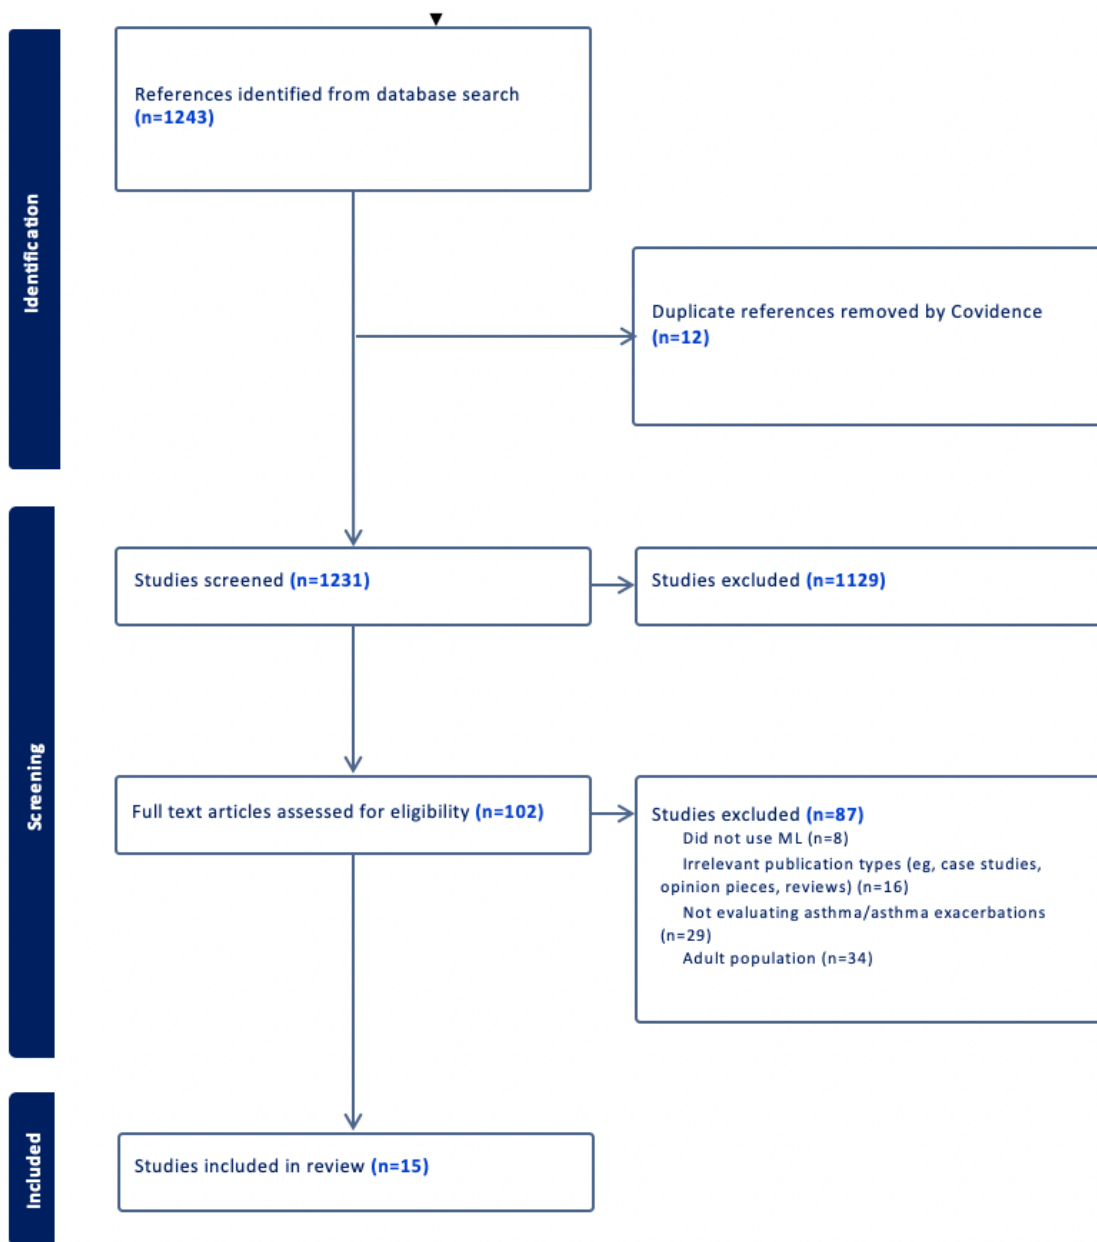 Identification
References identified from database search
(n=1243)
Duplicate references removed by Covidence
(n=12)
Screening
Studies screened (n=1231)
Studies excluded (n=1129)
Full text articles assessed for eligibility (n=102)
Studies excluded (n=87)
Did not use ML (n=8)
Irrelevant publication types (eg, case studies,
opinion pieces, reviews) (n=16)
Not evaluating asthma/asthma exacerbations
(n=29)
Adult population (n=34)
Included
Studies included in review (n=15)